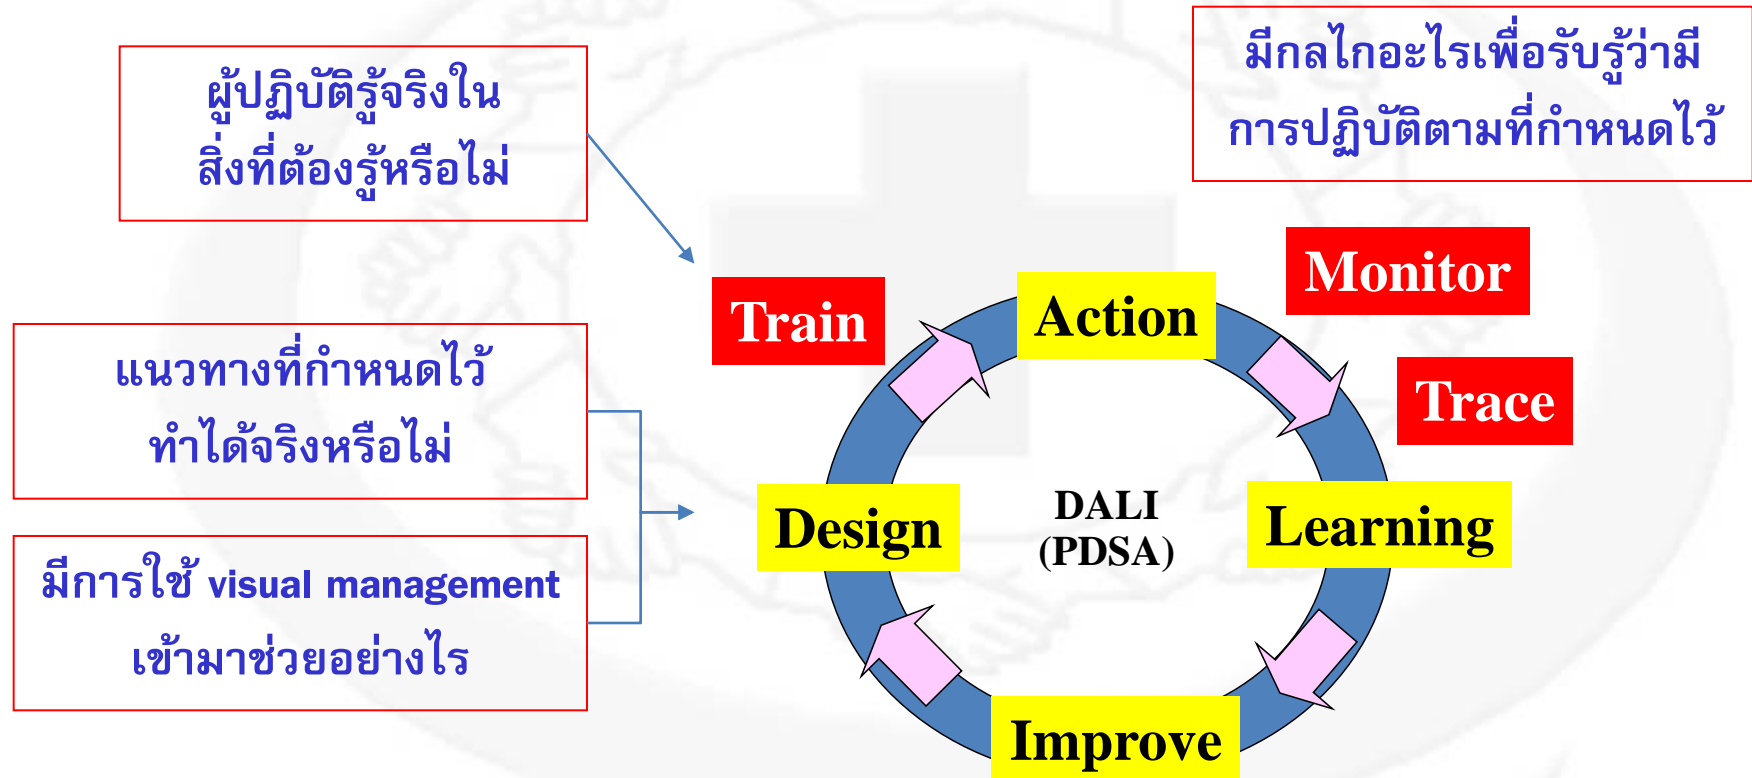 มีกลไกอะไรเพื่อรับรู้ว่ามี
การปฏิบัติตามที่กำหนดไว้
ผู้ปฏิบัติรู้จริงใน
สิ่งที่ต้องรู้หรือไม่
Monitor
Train
Action
Trace
แนวทางที่กำหนดไว้
ทำได้จริงหรือไม่
Design
DALI
(PDSA)
Learning
มีการใช้ visual management
เข้ามาช่วยอย่างไร
Improve